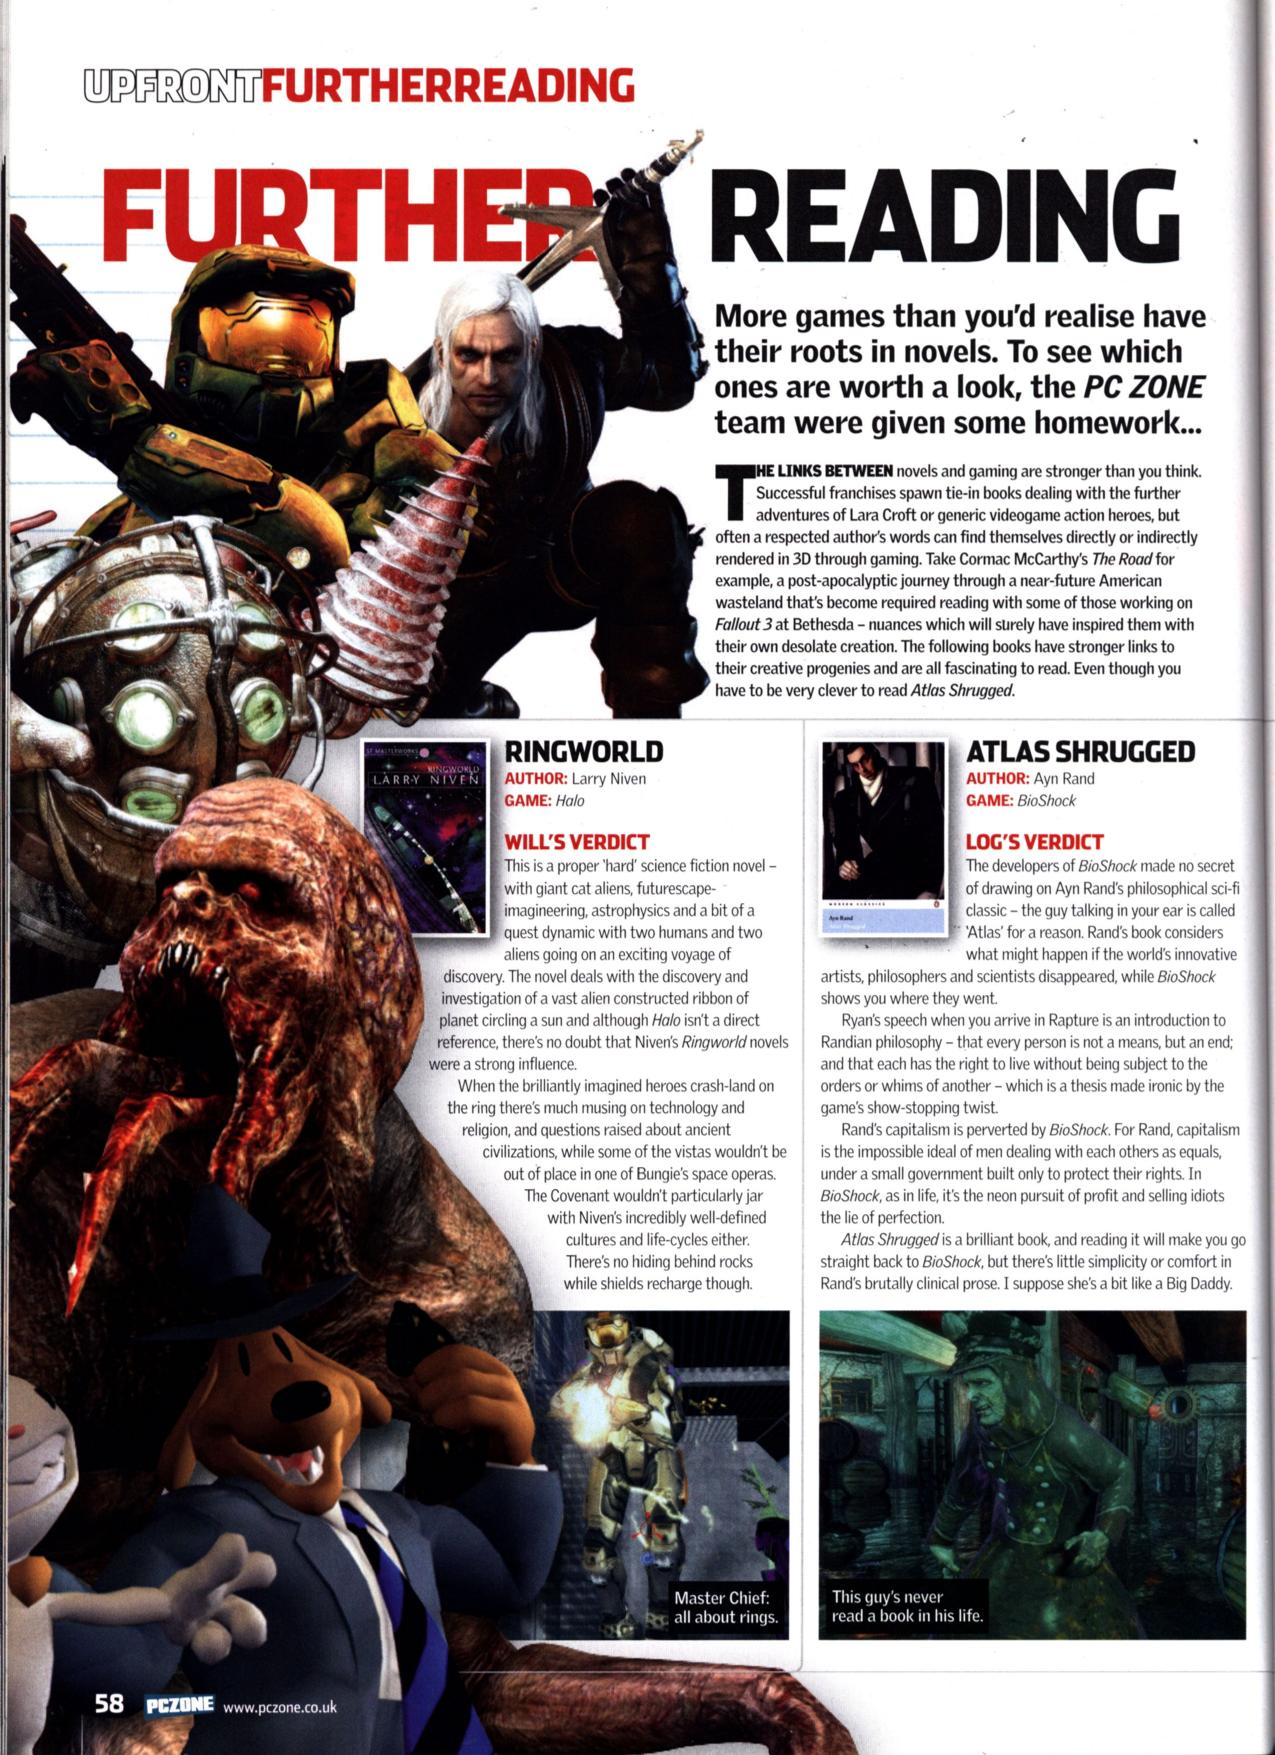 UPFRONTFURTHERREADING
FURTHER READING
More games than you'd realise have
their roots in novels. To see which
ones are worth a look, the PC ZONE
team were given some homework...
THE LINKS BETWEEN novels and gaming are stronger than you think.
Successful franchises spawn tie-in books dealing with the further
adventures of Lara Croft or generic videogame action heroes, but
often a respected author's words can find themselves directly or indirectly
rendered in 3D through gaming. Take Cormac McCarthy's The Road for
example, a post-apocalyptic journey through a near-future American
wasteland that's become required reading with some of those working on
Fallout 3 at Bethesda – nuances which will surely have inspired them with
their own desolate creation. The following books have stronger links to
their creative progenies and are all fascinating to read. Even though you
have to be very clever to read Atlas Shrugged.
SF MASTERWORKS
RINGWORLD
LARRY NIVEN
RINGWORLD
AUTHOR: Larry Niven
GAME: Halo
WILL'S VERDICT
This is a proper 'hard' science fiction novel –
with giant cat aliens, futurescape-
imagineering, astrophysics and a bit of a
quest dynamic with two humans and two
aliens going on an exciting voyage of
discovery. The novel deals with the discovery and
investigation of a vast alien constructed ribbon of
planet circling a sun and although Halo isn't a direct
reference, there's no doubt that Niven's Ringworld novels
were a strong influence.
When the brilliantly imagined heroes crash-land on
the ring there's much musing on technology and
religion, and questions raised about ancient
civilizations, while some of the vistas wouldn't be
out of place in one of Bungie's space operas.
The Covenant wouldn't particularly jar
with Niven's incredibly well-defined
cultures and life-cycles either.
There's no hiding behind rocks
while shields recharge though.
Master Chief:
all about rings.
MODERN CLASSICS
Ayn Rand
Atlas Shrugged
ATLAS SHRUGGED
AUTHOR: Ayn Rand
GAME: BioShock
LOG'S VERDICT
The developers of BioShock made no secret
of drawing on Ayn Rand's philosophical sci-fi
classic – the guy talking in your ear is called
'Atlas' for a reason. Rand's book considers
what might happen if the world's innovative
artists, philosophers and scientists disappeared, while BioShock
shows you where they went.
Ryan's speech when you arrive in Rapture is an introduction to
Randian philosophy – that every person is not a means, but an end;
and that each has the right to live without being subject to the
orders or whims of another – which is a thesis made ironic by the
game's show-stopping twist.
Rand's capitalism is perverted by BioShock. For Rand, capitalism
is the impossible ideal of men dealing with each others as equals,
under a small government built only to protect their rights. In
BioShock, as in life, it's the neon pursuit of profit and selling idiots
the lie of perfection.
Atlas Shrugged is a brilliant book, and reading it will make you go
straight back to BioShock, but there's little simplicity or comfort in
Rand's brutally clinical prose. I suppose she's a bit like a Big Daddy.
This guy's never
read a book in his life.
58 PCZONE www.pczone.co.uk